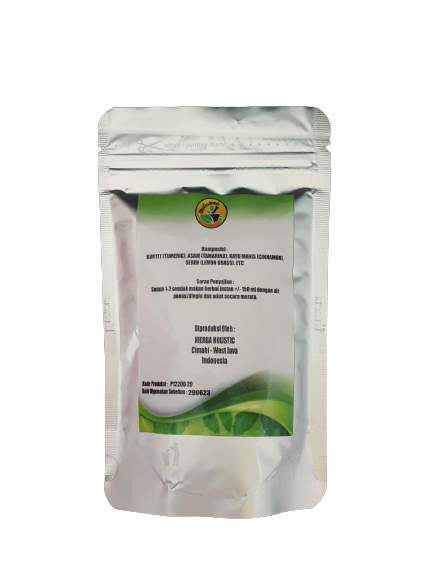 Komposisi :
KUNYIT (TUMERIC), ASAM (TAMARIND), KAYU MANIS (CINNAMON),
SEREH (LEMON GRASS), ETC
Saran Penyajian :
Seduh 1-2 sendok makan herbal instan +/- 150 ml dengan air
panas/dingin dan aduk secara merata.
Diproduksi Oleh :
HERBA HOLISTIC
Cimahi - West Java
Indonesia
Kode Produksi : P12206 29
Baik Digunakan Sebelum : 290623